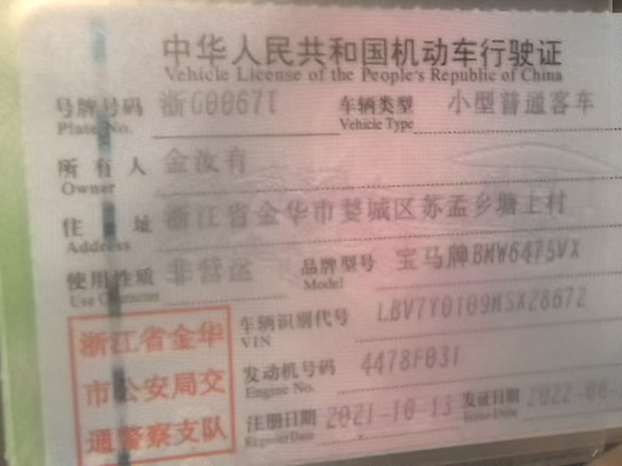 中华人民共和国机动车行驶证
Vehicle License of the People's Republic of China
号牌号码 浙G00671 车辆类型 小型普通客车
Plate No. Vehicle Type
所有人 金汝有
Owner
住址 浙江省金华市婺城区苏孟乡塘上村
Address
使用性质 非营运 品牌型号 宝马牌BMW6475VX
Use Character Model
浙江省金华 车辆识别代号 LBV7Y0109MSX28672
VIN
市公安局交 发动机号码 4478F031
Engine No.
通警察支队 注册日期 2021-10-13 发证日期 2022-06-
Register Date Issue Date